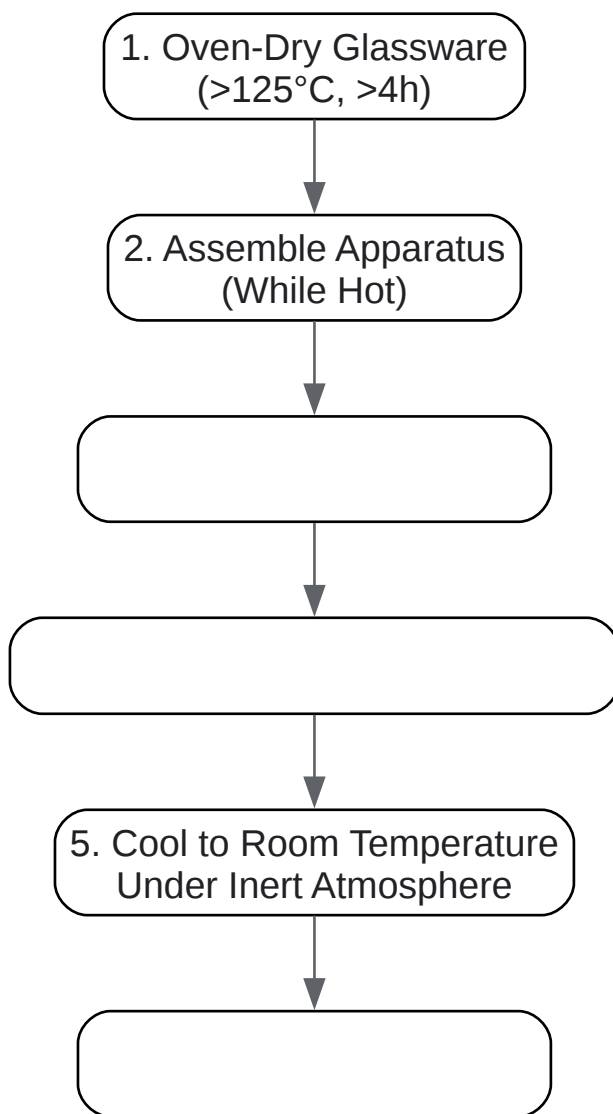 1. Oven-Dry Glassware
(>125°C, >4h)
2. Assemble Apparatus
(While Hot)
5. Cool to Room Temperature
Under Inert Atmosphere